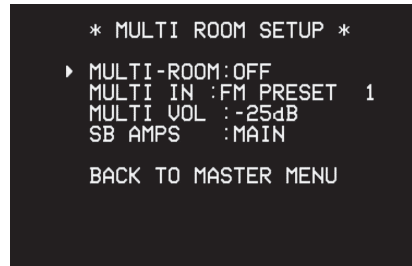 * MULTI ROOM SETUP *
MULTI-ROOM:OFF
MULTI IN :FM PRESET 1
MULTI VOL :-25dB
SB AMPS :MAIN
BACK TO MASTER MENU